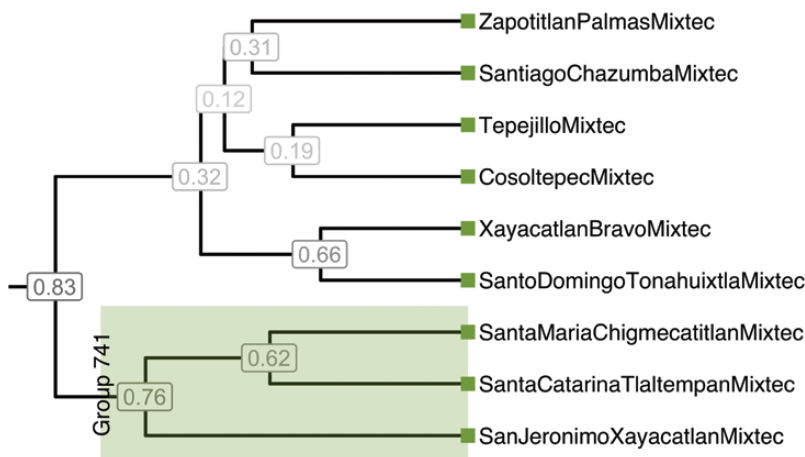 ZapotitlanPalmasMixtec
0.31
SantiagoChazumbaMixtec
0.12
TepejilloMixtec
0.19
CosoltepecMixtec
0.32
XayacatlanBravoMixtec
0.66
SantoDomingoTonahuixtlaMixtec
0.83
SantaMariaChigmecatitlanMixtec
0.62
SantaCatarinaTlaltempanMixtec
Group 741
0.76
SanJeronimoXayacatlanMixtec